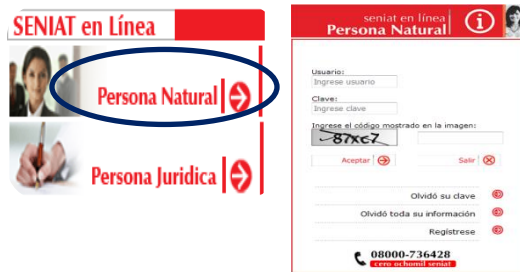 SENIAT en Línea
Persona Natural
Persona Juridica
seniat en línea
Persona Natural
i
Usuario:
Ingrese usuario
Clave:
Ingrese clave
Ingrese el código mostrado en la imagen:
87xc7
Aceptar
Salir
Olvidó su clave
Olvidó toda su información
Regístrese
08000-736428
cero ochomil seniat